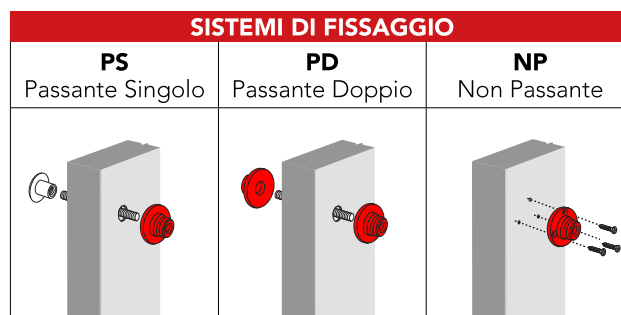 SISTEMI DI FISSAGGIO
PS
Passante Singolo
PD
Passante Doppio
NP
Non Passante